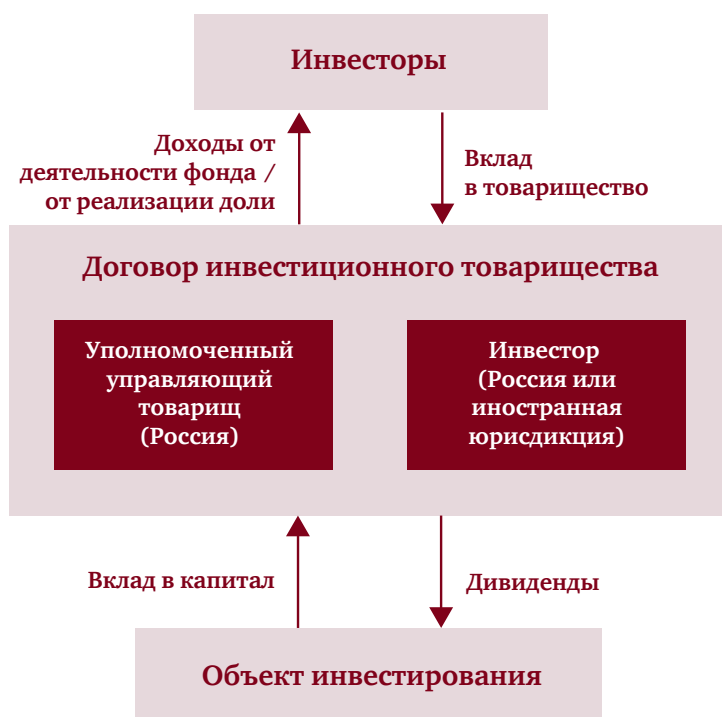 Инвесторы
Доходы от
деятельности фонда /
от реализации доли
Вклад
в товарищество
Договор инвестиционного товарищества
Уполномоченный
управляющий
товарищ
(Россия)
Инвестор
(Россия или
иностранная
юрисдикция)
Вклад в капитал
Дивиденды
Объект инвестирования